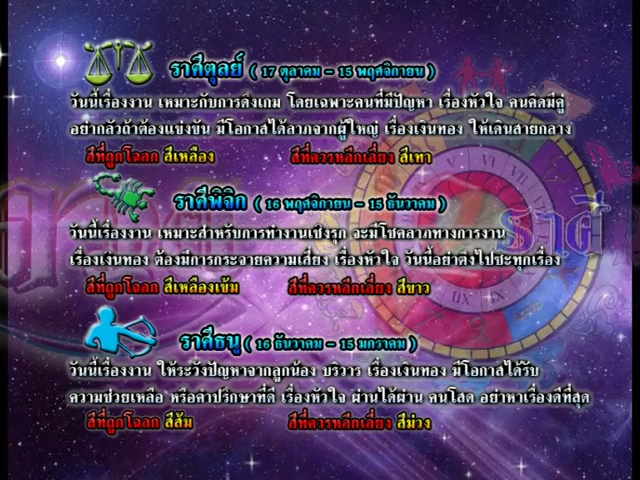 ราศีตุลย์ ( 17 ตุลาคม - 15 พฤศจิกายน )
วันนี้เรื่องงาน เหมาะกับการดึงเกม โดยเฉพาะคนที่มีปัญหา เรื่องหัวใจ คนคิดมีคู่
อย่ากลัวถ้าต้องแข่งขัน มีโอกาสได้ลาภจากผู้ใหญ่ เรื่องเงินทอง ให้เดินสายกลาง
สีที่ถูกโฉลก สีเหลือง สีที่ควรหลีกเลี่ยง สีเทา
ราศีพิจิก ( 16 พฤศจิกายน - 15 ธันวาคม )
วันนี้เรื่องงาน เหมาะสำหรับการทำงานเชิงรุก จะมีโชคลาภทางการงาน
เรื่องเงินทอง ต้องมีการกระจายความเสี่ยง เรื่องหัวใจ วันนี้อย่าตึงไปซะทุกเรื่อง
สีที่ถูกโฉลก สีเหลืองเข้ม สีที่ควรหลีกเลี่ยง สีขาว
ราศี
ราศีธนู ( 16 ธันวาคม - 15 มกราคม )
วันนี้เรื่องงาน ให้ระวังปัญหาจากลูกน้อง บริวาร เรื่องเงินทอง มีโอกาสได้รับ
ความช่วยเหลือ หรือคำปรึกษาที่ดี เรื่องหัวใจ ผ่านได้ผ่าน คนโสด อย่าหาเรื่องดีที่สุด
สีที่ถูกโฉลก สีส้ม สีที่ควรหลีกเลี่ยง สีม่วง